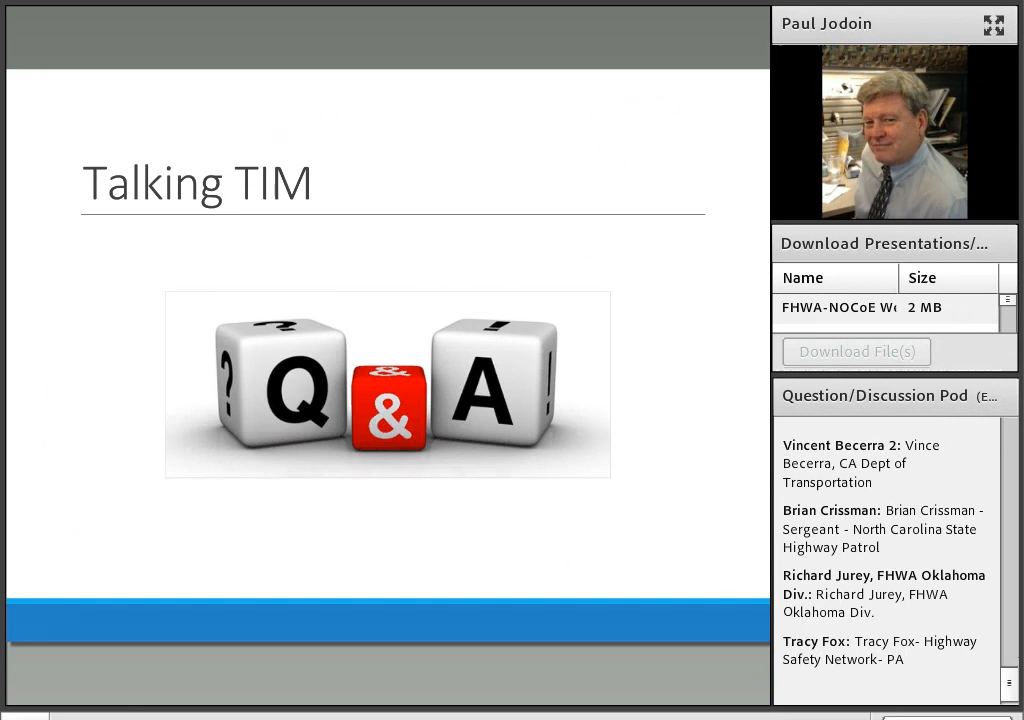 Talking TIM
? ? Q & & A ! !
Paul Jodoin
Download Presentations/...
Name Size
FHWA-NOCoE W 2 MB
Download File(s)
Question/Discussion Pod (E...
Vincent Becerra 2: Vince
Becerra, CA Dept of
Transportation
Brian Crissman: Brian Crissman -
Sergeant - North Carolina State
Highway Patrol
Richard Jurey, FHWA Oklahoma
Div.: Richard Jurey, FHWA
Oklahoma Div.
Tracy Fox: Tracy Fox- Highway
Safety Network- PA